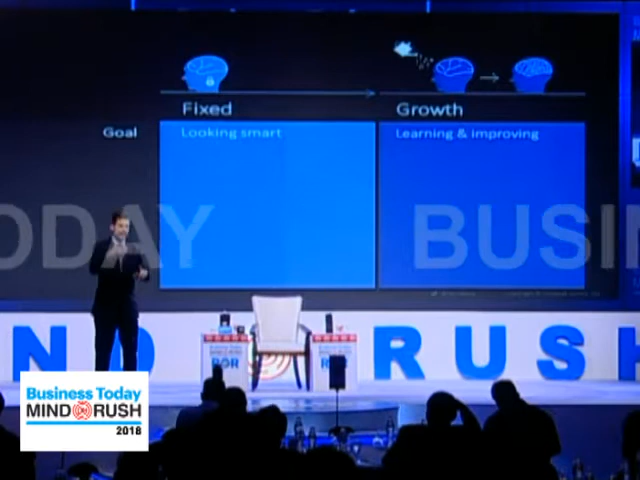 Fixed
Growth
Goal
Looking smart
Learning & improving
ODAY
BUSIN
ND RUSH
Business Today
MIND RUSH
2018